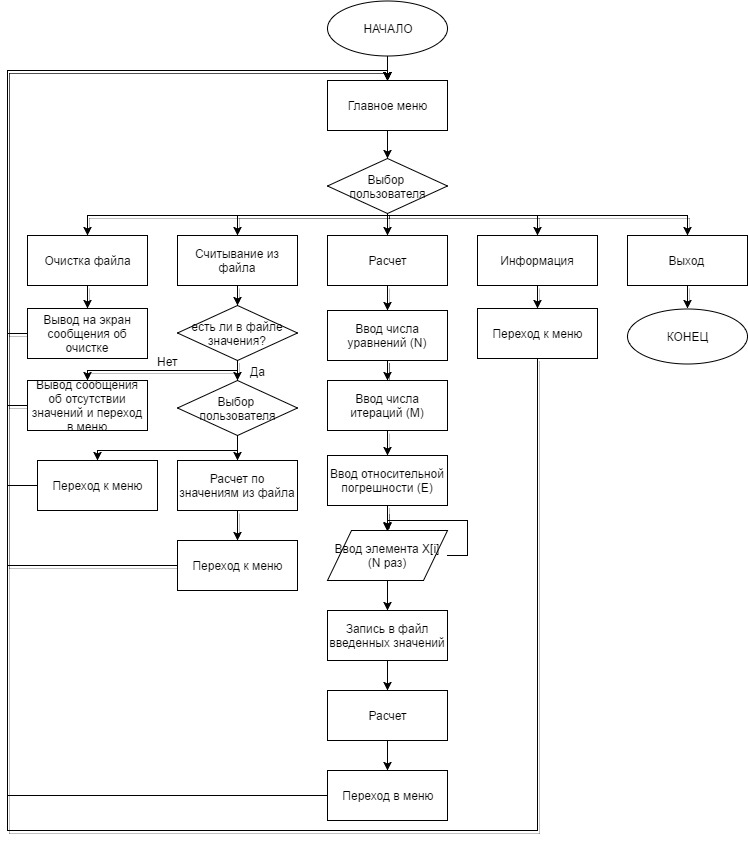 НАЧАЛО
Главное меню
Выбор
пользователя
Очистка файла
Считывание из
файла
Расчет
Информация
Выход
Вывод на экран
сообщения об
очистке
есть ли в файле
значения?
Ввод числа
уравнений (N)
Переход к меню
КОНЕЦ
Нет
Да
Вывод сообщения
об отсутствии
значений и переход
в меню
Выбор
пользователя
Ввод числа
итераций (M)
Переход к меню
Расчет по
значениям из файла
Ввод относительной
погрешности (E)
Переход к меню
Ввод элемента X[i]
(N раз)
Запись в файл
введенных значений
Расчет
Переход в меню